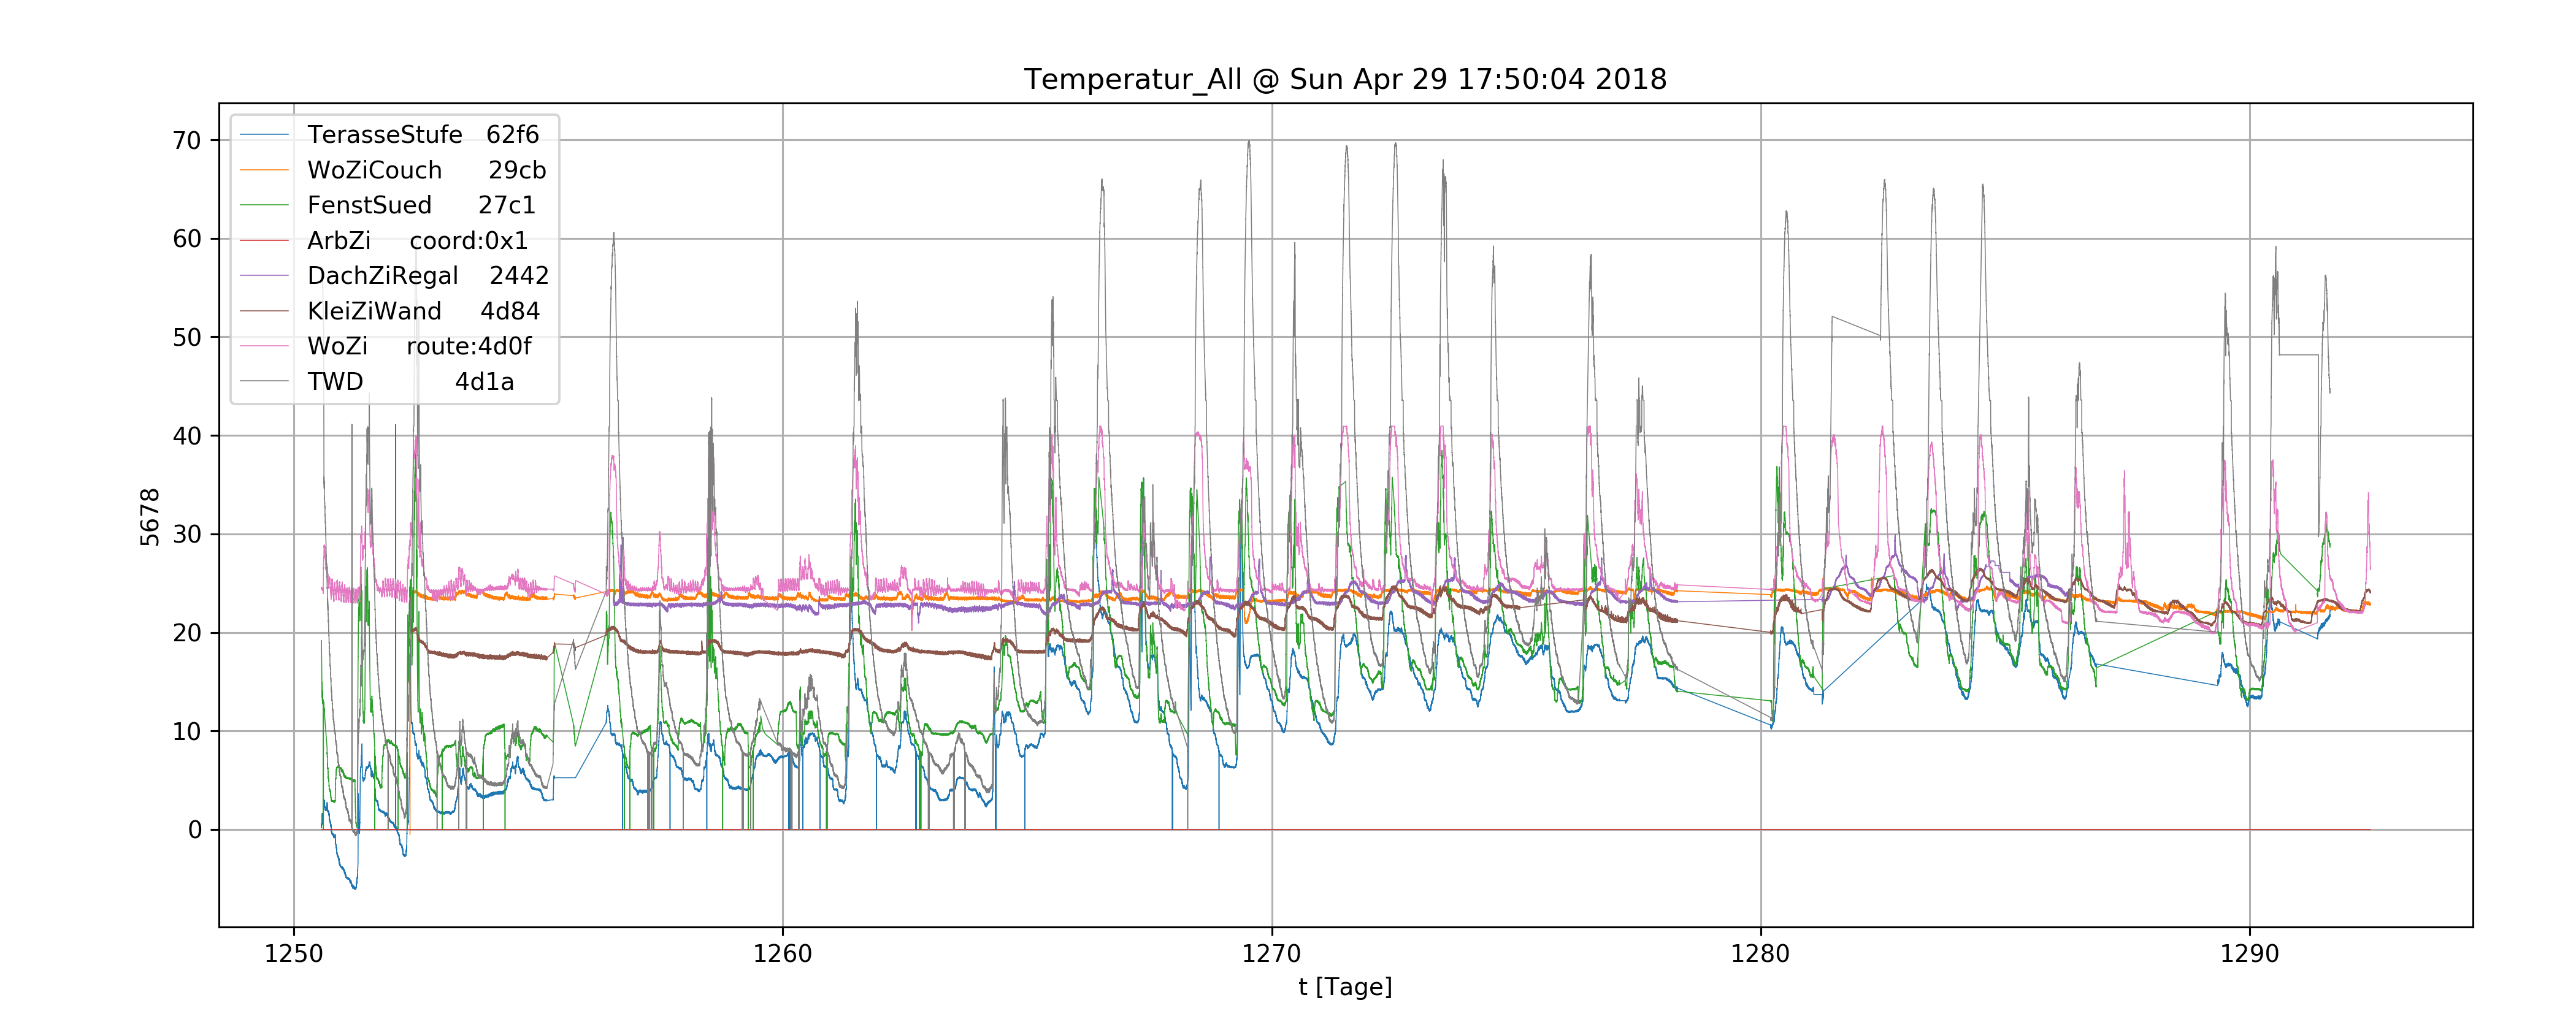 Temperatur_All @ Sun Apr 29 17:50:04 2018
70
60
50
40
30
20
10
0
5678
TerasseStufe 62f6
WoZiCouch 29cb
FenstSued 27c1
ArbZi coord:0x1
DachZiRegal 2442
KleiZiWand 4d84
WoZi route:4d0f
TWD 4d1a
1250 1260 1270 1280 1290
t [Tage]